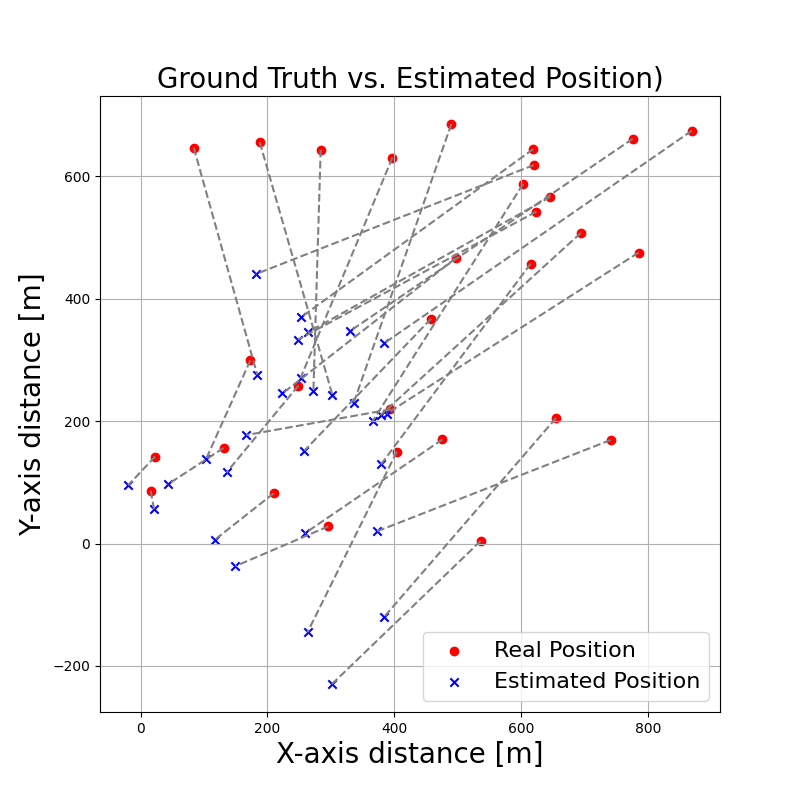 Ground Truth vs. Estimated Position)
Y-axis distance [m]
600
400
200
0
−200
0 200 400 600 800
X-axis distance [m]
Real Position
Estimated Position